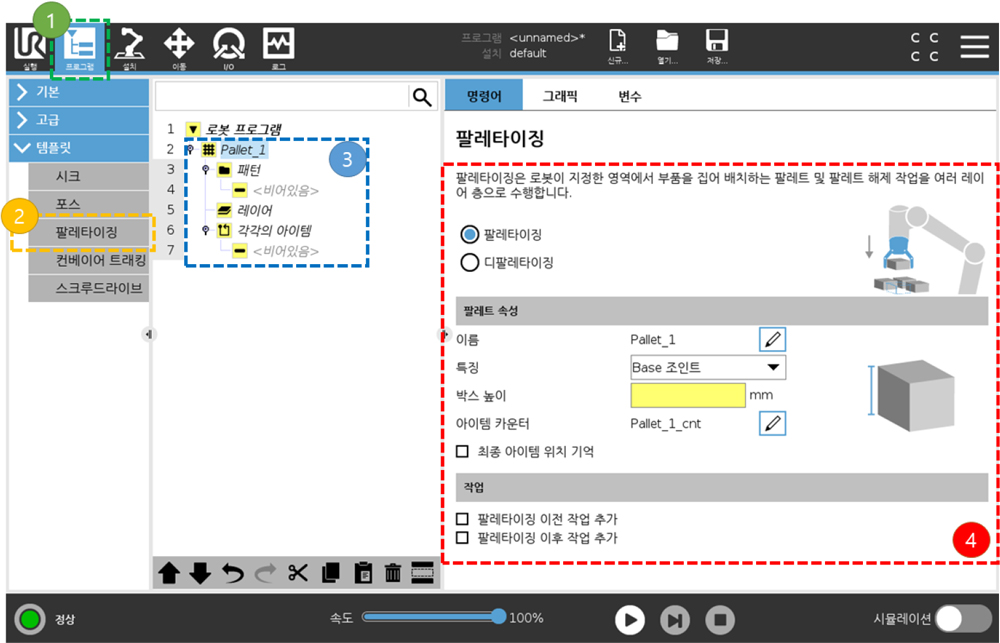 1
UR
실행
프로그램
설치
이동
I/O
로그
프로그램 <unnamed>*
설치 default
신규...
열기...
저장...
C C
C C
기본
고급
템플릿
시크
포스
2
팔레타이징
컨베이어 트래킹
스크루드라이브
1 로봇 프로그램
2 Pallet_1
3 패턴
4 <비어있음>
5 레이어
6 각각의 아이템
7 <비어있음>
3
명령어 그래픽 변수
팔레타이징
팔레타이징은 로봇이 지정한 영역에서 부품을 집어 배치하는 팔레트 및 팔레트 해제 작업을 여러 레이
어 층으로 수행합니다.
팔레타이징
디팔레타이징
팔레트 속성
이름 Pallet_1
특징 Base 조인트
박스 높이 mm
아이템 카운터 Pallet_1_cnt
최종 아이템 위치 기억
작업
팔레타이징 이전 작업 추가
팔레타이징 이후 작업 추가
4
정상
속도 100%
시뮬레이션